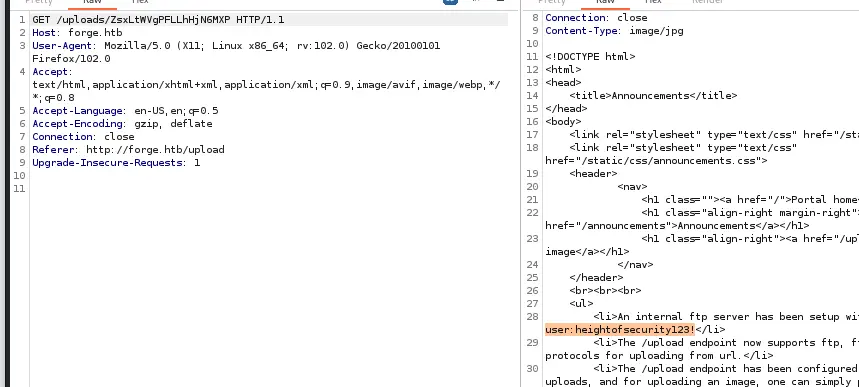 Pretty Raw Hex
1 GET /uploads/ZsxLtWVgPFLLhHjN6MXP HTTP/1.1
2 Host: forge.htb
3 User-Agent: Mozilla/5.0 (X11; Linux x86_64; rv:102.0) Gecko/20100101
Firefox/102.0
4 Accept:
text/html,application/xhtml+xml,application/xml;q=0.9,image/avif,image/webp,*/
*;q=0.8
5 Accept-Language: en-US,en;q=0.5
6 Accept-Encoding: gzip, deflate
7 Connection: close
8 Referer: http://forge.htb/upload
9 Upgrade-Insecure-Requests: 1
10
11
Pretty Raw Hex Render
8 Connection: close
9 Content-Type: image/jpg
10
11 <!DOCTYPE html>
12 <html>
13 <head>
14 <title>Announcements</title>
15 </head>
16 <body>
17 <link rel="stylesheet" type="text/css" href="/sta
18 <link rel="stylesheet" type="text/css"
href="/static/css/announcements.css">
19 <header>
20 <nav>
21 <h1 class=""><a href="/">Portal home
22 <h1 class="align-right margin-right"
href="/announcements">Announcements</a></h1>
23 <h1 class="align-right"><a href="/upl
image</a></h1>
24 </nav>
25 </header>
26 <br><br><br>
27 <ul>
28 <li>An internal ftp server has been setup wi
user:heightofsecurity123!</li>
29 <li>The /upload endpoint now supports ftp, f
protocols for uploading from url.</li>
30 <li>The /upload endpoint has been configured
uploads, and for uploading an image, one can simply p